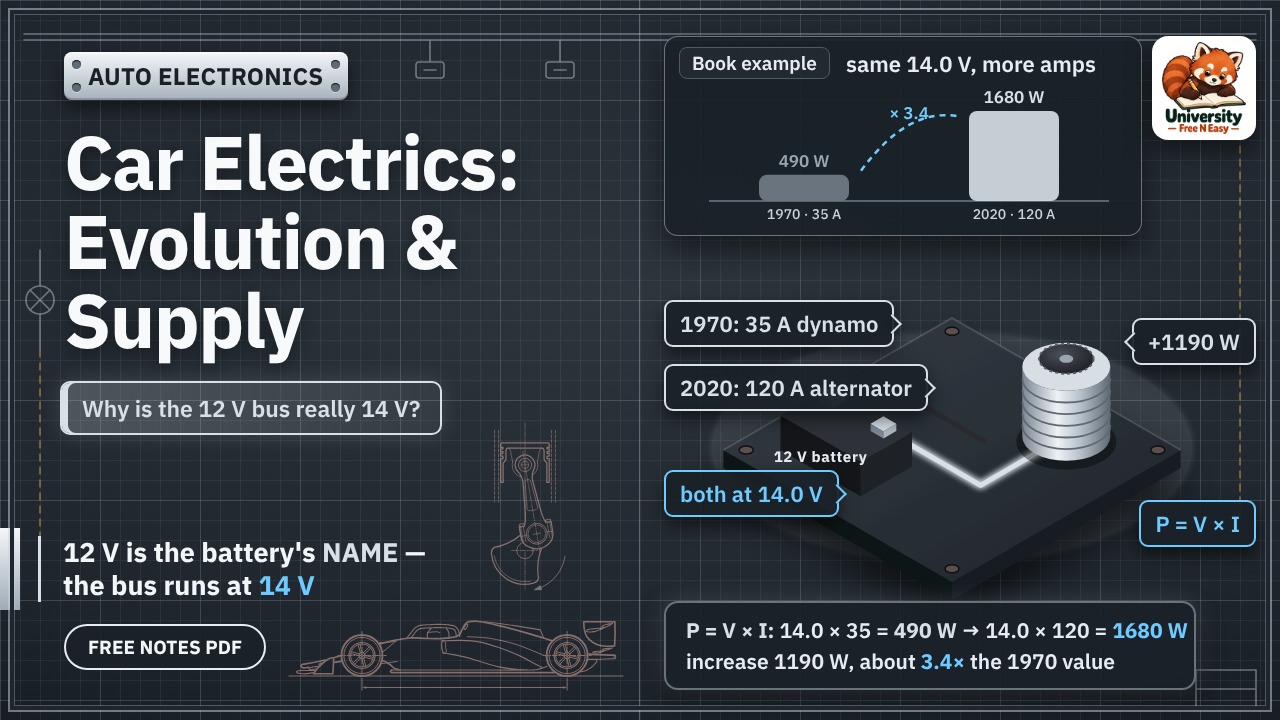 AUTO ELECTRONICS
Car Electrics:
Evolution &
Supply
Why is the 12 V bus really 14 V?
12 V is the battery's NAME —
the bus runs at 14 V
FREE NOTES PDF
Book example
same 14.0 V, more amps
× 3.4
1680 W
490 W
1970 · 35 A
2020 · 120 A
University
— Free N Easy —
1970: 35 A dynamo
2020: 120 A alternator
+1190 W
12 V battery
both at 14.0 V
P = V × I
P = V × I: 14.0 × 35 = 490 W → 14.0 × 120 = 1680 W
increase 1190 W, about 3.4× the 1970 value